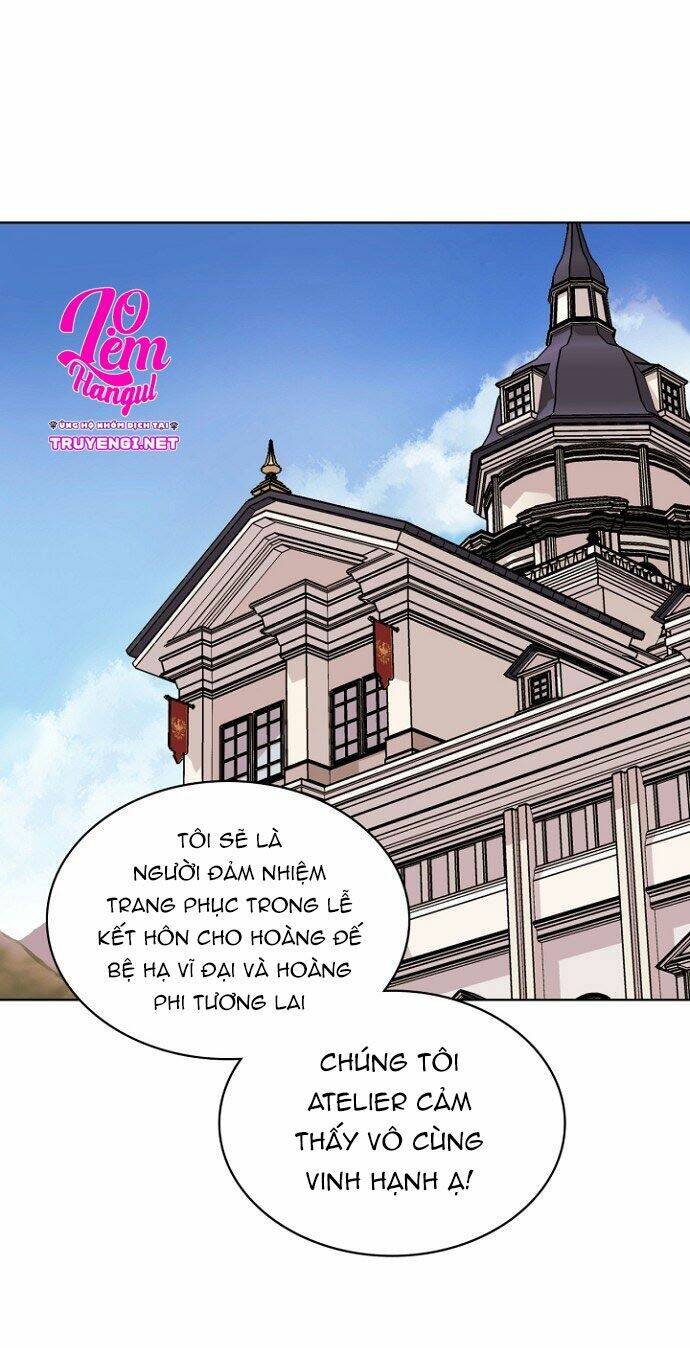 LỌ
LEM
HANGUL
ỦNG HỘ NHÓM DỊCH TẠI
TRUYENGI.NET
TÔI SẼ LÀ
NGƯỜI ĐẢM NHIỆM
TRANG PHỤC TRONG LỄ
KẾT HÔN CHO HOÀNG ĐẾ
BỆ HẠ VĨ ĐẠI VÀ HOÀNG
PHI TƯƠNG LAI
CHÚNG TÔI
ATELIER CẢM
THẤY VÔ CÙNG
VINH HẠNH Ạ!